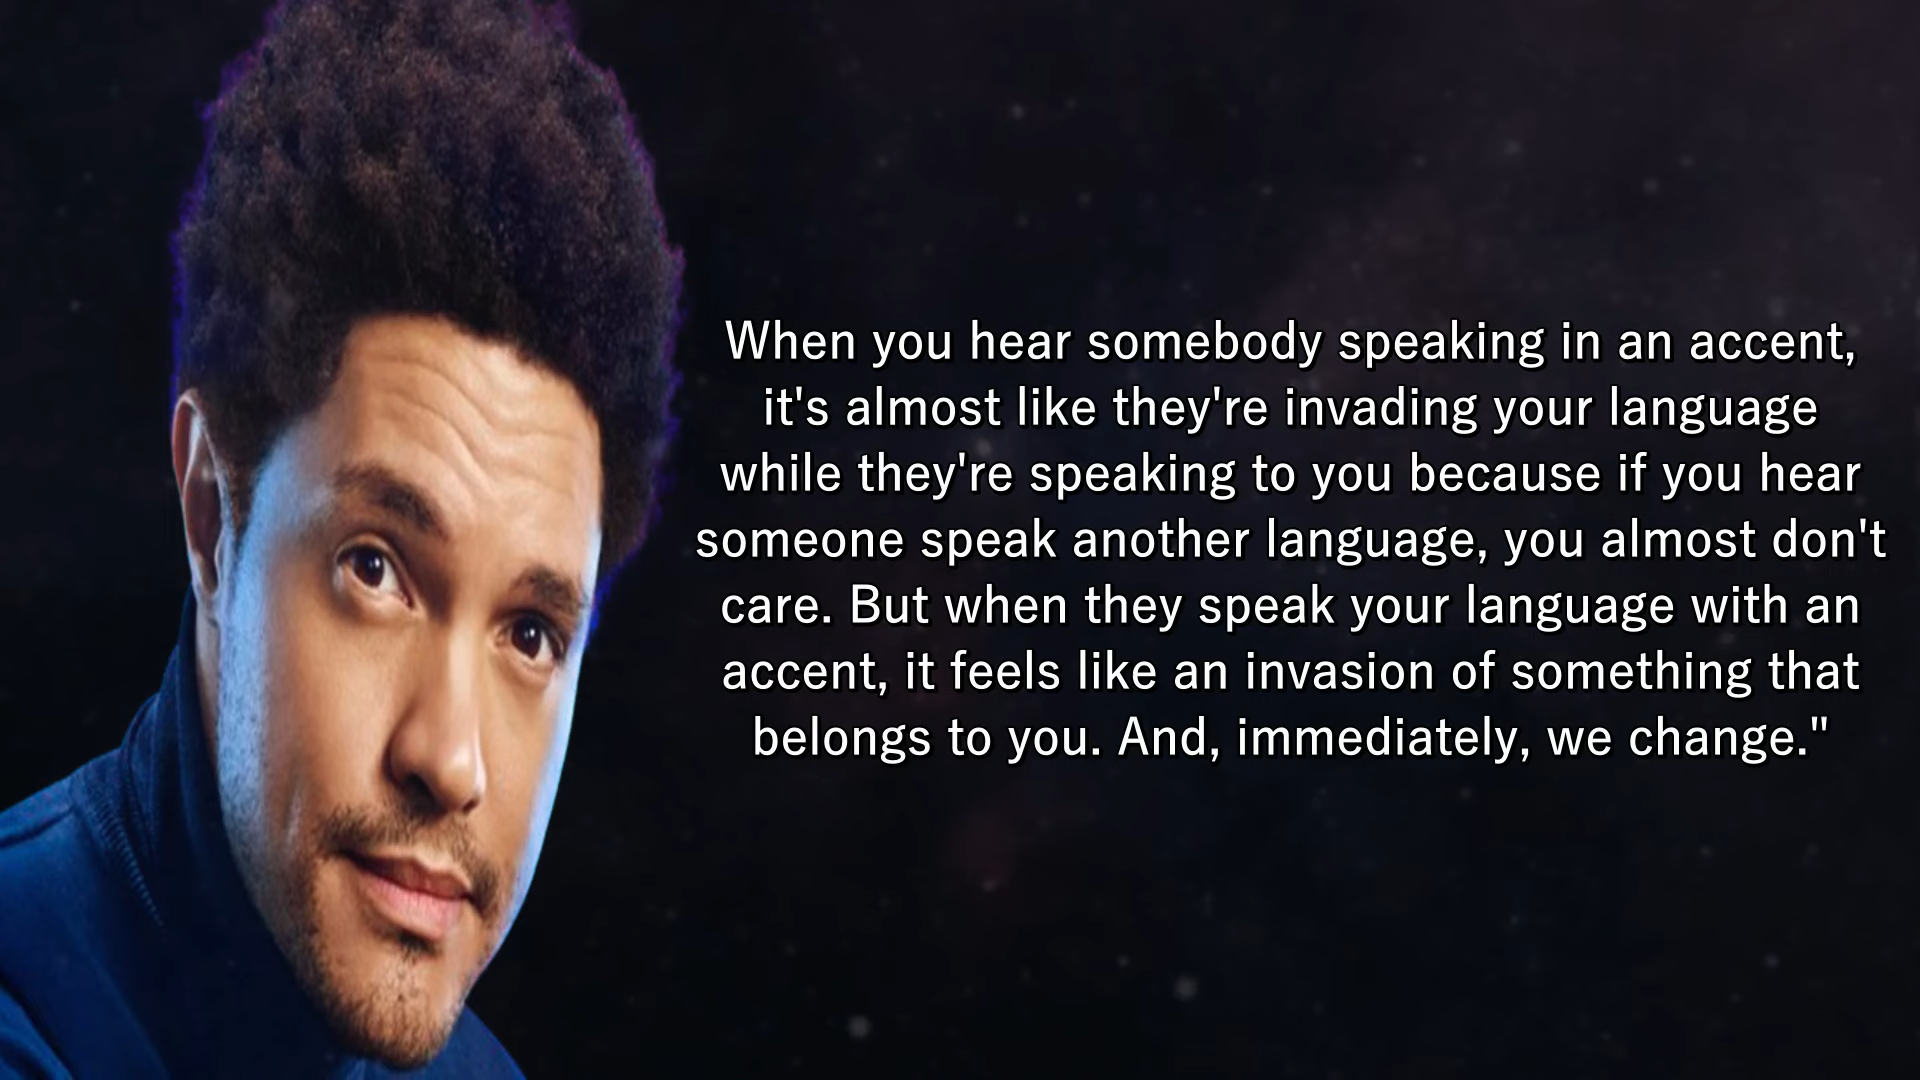 When you hear somebody speaking in an accent,
it's almost like they're invading your language
while they're speaking to you because if you hear
someone speak another language, you almost don't
care. But when they speak your language with an
accent, it feels like an invasion of something that
belongs to you. And, immediately, we change."